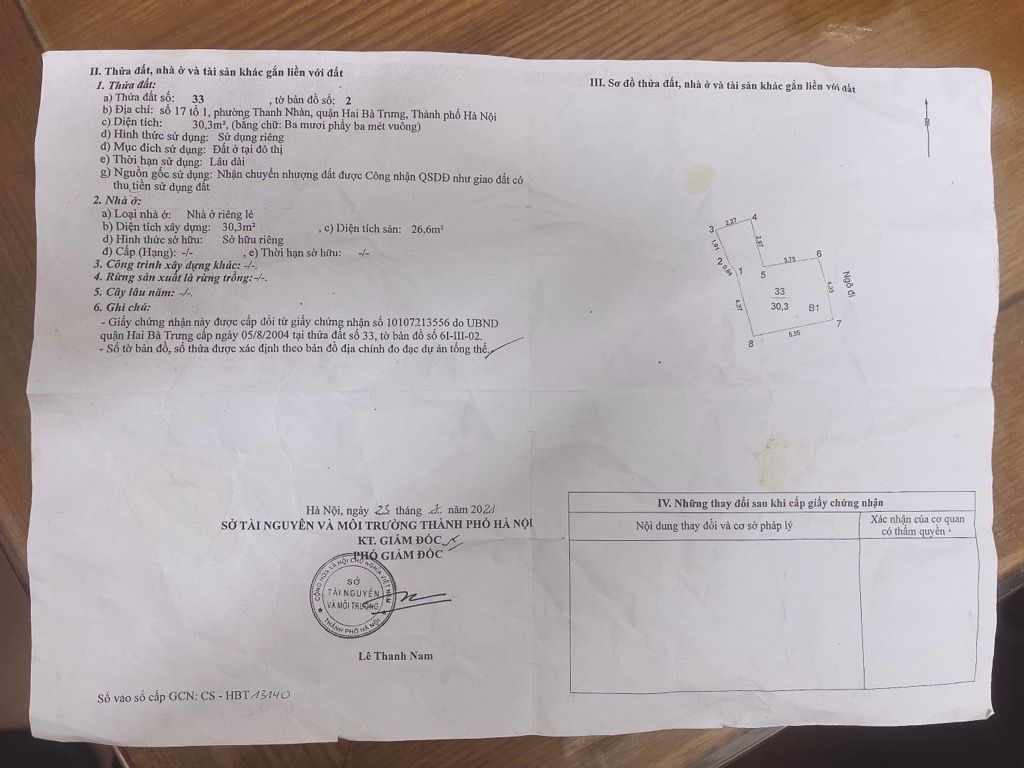 II. Thửa đất, nhà ở và tài sản khác gắn liền với đất
1. Thửa đất:
a) Thửa đất số: 33 , tờ bản đồ số: 2
b) Địa chỉ: số 17 tổ 1, phường Thanh Nhàn, quận Hai Bà Trưng, Thành phố Hà Nội
c) Diện tích: 30,3m², (bằng chữ: Ba mươi phẩy ba mét vuông)
d) Hình thức sử dụng: Sử dụng riêng
đ) Mục đích sử dụng: Đất ở tại đô thị
e) Thời hạn sử dụng: Lâu dài
g) Nguồn gốc sử dụng: Nhận chuyển nhượng đất được Công nhận QSDĐ như giao đất có
thu tiền sử dụng đất
2. Nhà ở:
a) Loại nhà ở: Nhà ở riêng lẻ
b) Diện tích xây dựng: 30,3m² , c) Diện tích sàn: 26,6m²
d) Hình thức sở hữu: Sở hữu riêng
đ) Cấp (Hạng): -/- , e) Thời hạn sở hữu: -/-
3. Công trình xây dựng khác: -/-.
4. Rừng sản xuất là rừng trồng:-/-.
5. Cây lâu năm: -/-.
6. Ghi chú:
- Giấy chứng nhận này được cấp đổi từ giấy chứng nhận số 10107213556 do UBND
quận Hai Bà Trưng cấp ngày 05/8/2004 tại thửa đất số 33, tờ bản đồ số 6I-III-02.
- Số tờ bản đồ, số thửa được xác định theo bản đồ địa chính đo đạc dự án tổng thể.
Hà Nội, ngày 23 tháng năm 2021
SỞ TÀI NGUYÊN VÀ MÔI TRƯỜNG THÀNH PHỐ HÀ NỘI
KT. GIÁM ĐỐC
PHÓ GIÁM ĐỐC
CỘNG HÒA XÃ HỘI CHỦ NGHĨA VIỆT NAM
SỞ
TÀI NGUYÊN
VÀ MÔI TRƯỜNG
THÀNH PHỐ HÀ NỘI
Lê Thanh Nam
Số vào sổ cấp GCN: CS - HBT 13140
III. Sơ đồ thửa đất, nhà ở và tài sản khác gắn liền với đất
B
3 2,27 4
1,91 2,97
2 0,94 1 5 3,75 6
33
30,3
B1
4,37 4,33
Ngõ đi
8 5,55 7
IV. Những thay đổi sau khi cấp giấy chứng nhận
Nội dung thay đổi và cơ sở pháp lý
Xác nhận của cơ quan
có thẩm quyền